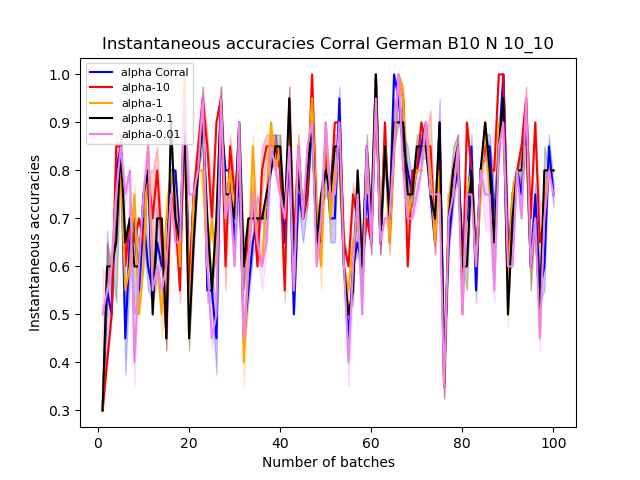 Instantaneous accuracies Corral German B10 N 10_10
Instantaneous accuracies
1.0
0.9
0.8
0.7
0.6
0.5
0.4
0.3
alpha Corral
alpha-10
alpha-1
alpha-0.1
alpha-0.01
0 20 40 60 80 100
Number of batches